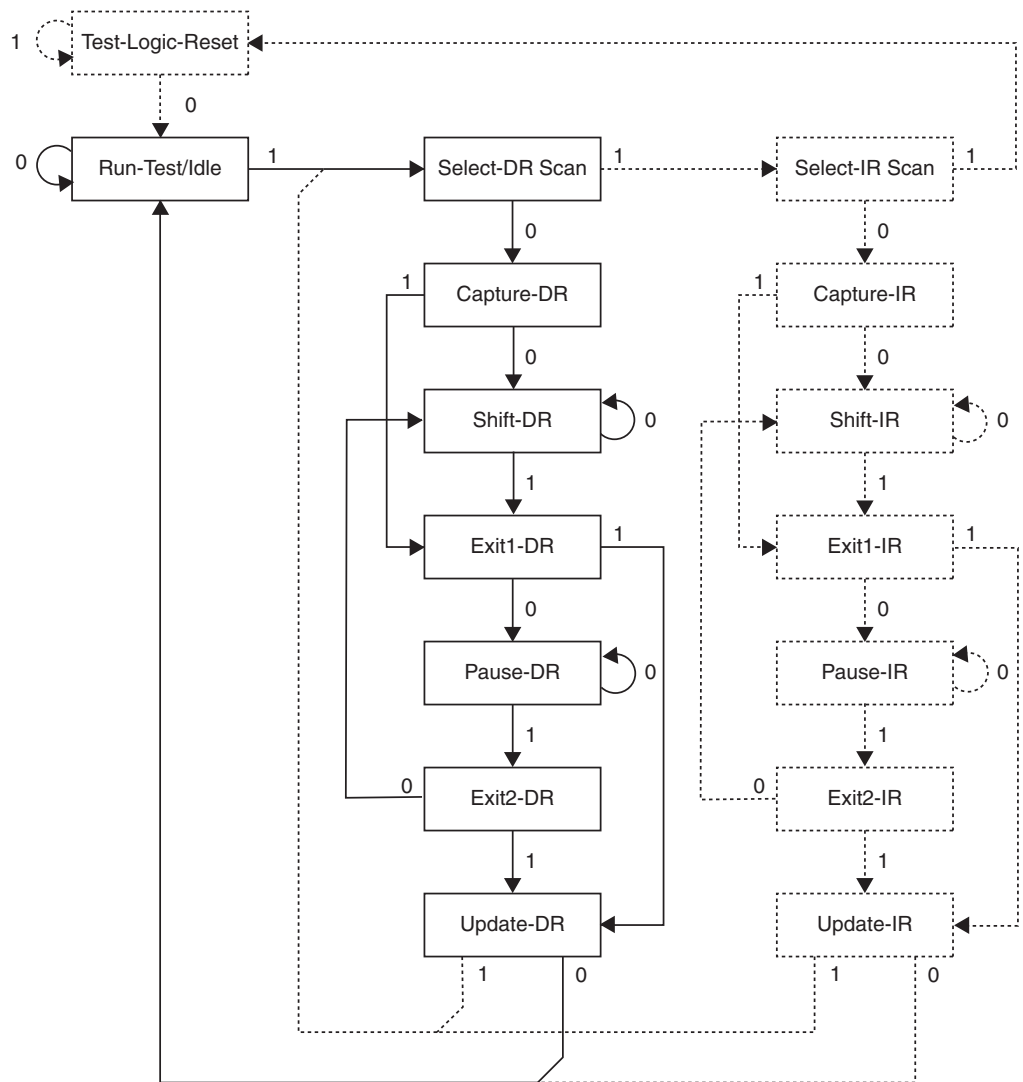 1
Test-Logic-Reset
0
0
Run-Test/Idle
1
Select-DR Scan
1
Select-IR Scan
1
0
0
1
Capture-DR
1
Capture-IR
0
0
Shift-DR
0
Shift-IR
0
1
1
Exit1-DR
1
Exit1-IR
1
0
0
Pause-DR
0
Pause-IR
0
1
1
0
Exit2-DR
0
Exit2-IR
1
1
Update-DR
Update-IR
1
0
1
0